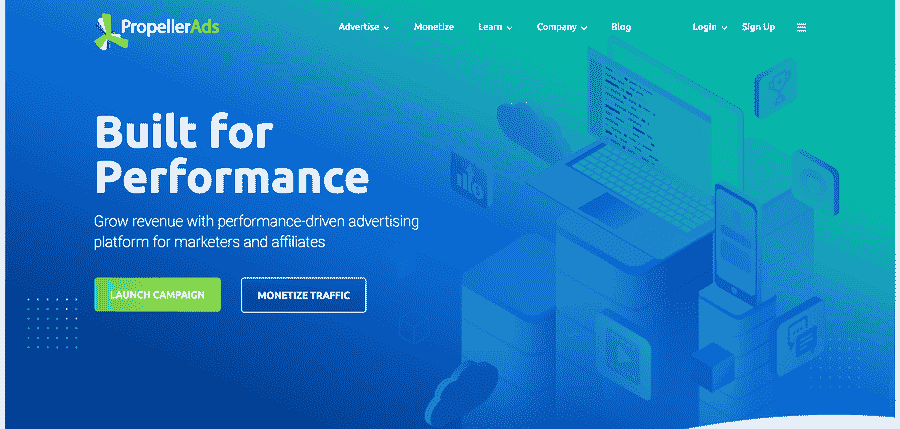 PropellerAds
Advertise
Monetize
Learn
Company
Blog
Login
Sign Up
Built for
Performance
Grow revenue with performance-driven advertising
platform for marketers and affiliates
LAUNCH CAMPAIGN
MONETIZE TRAFFIC